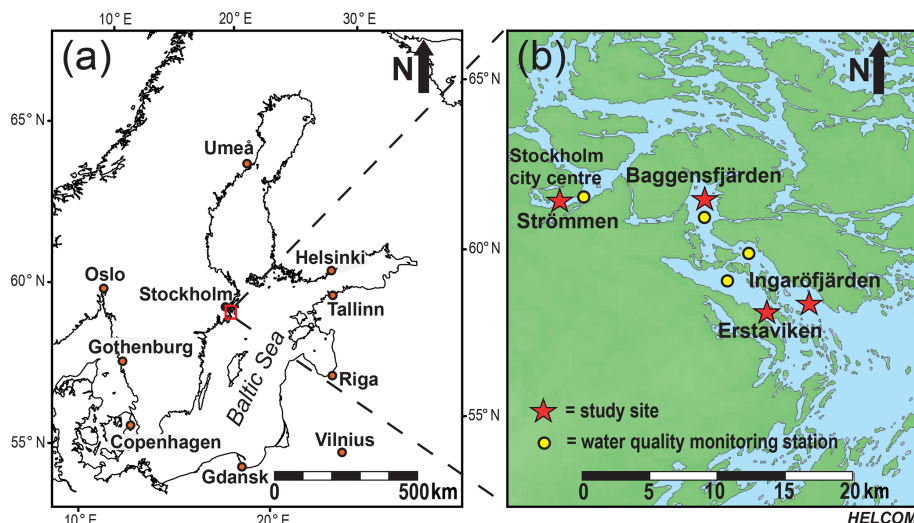 10° E
20° E
30° E
(a)
N
65° N
60° N
55° N
Umeå
Helsinki
Oslo
Stockholm
Tallinn
Gothenburg
Baltic Sea
Riga
Copenhagen
Vilnius
Gdansk
0
500 km
10° E
20° E
65° N
60° N
55° N
(b)
N
Stockholm
city centre
Baggensfjärden
Strömmen
Ingaröfjärden
Erstaviken
= study site
= water quality monitoring station
0 5 10 15 20 km
HELCOM